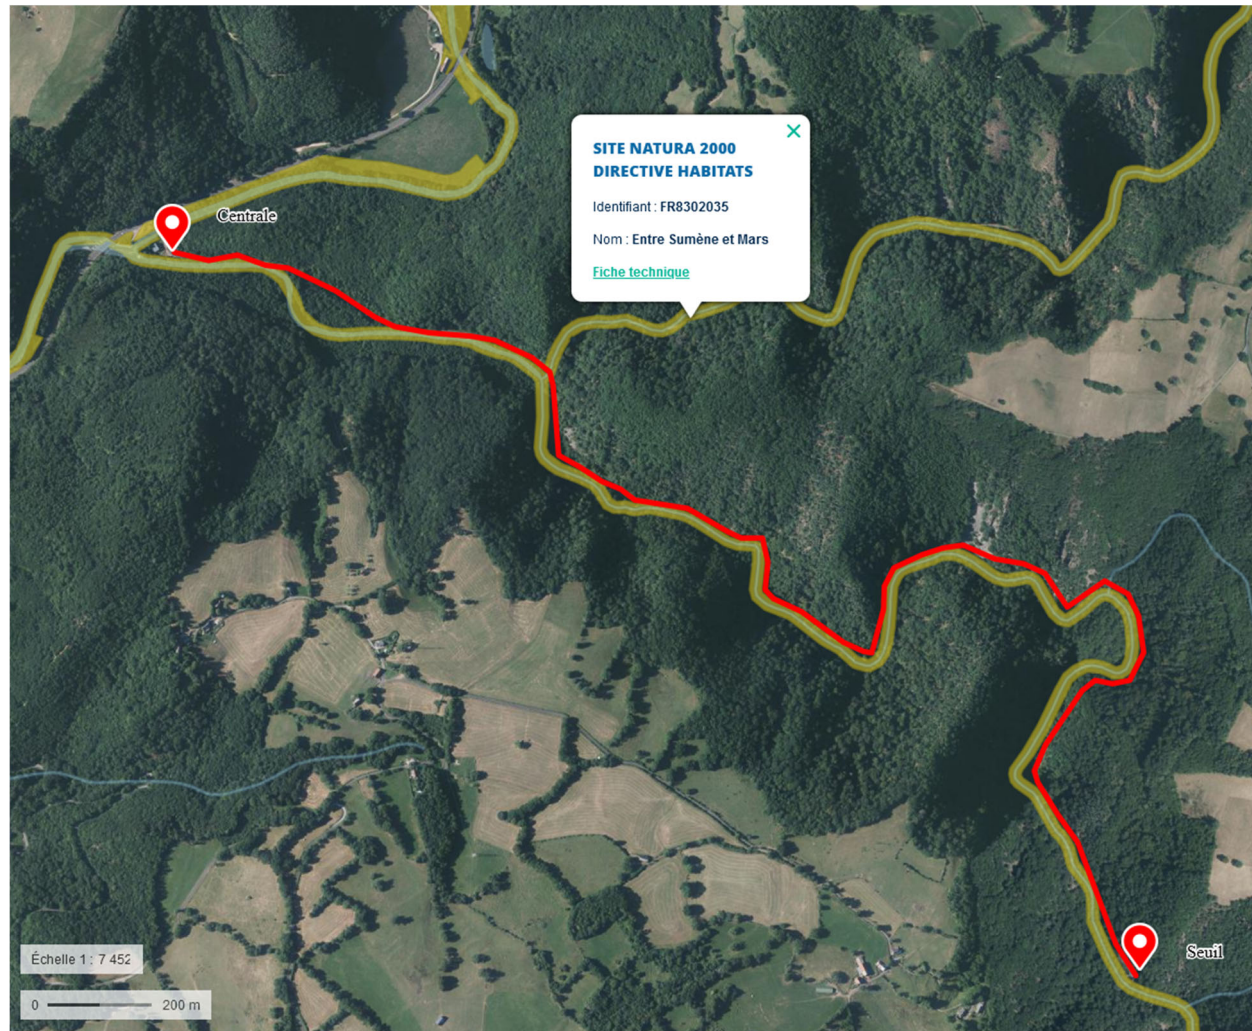 SITE NATURA 2000
DIRECTIVE HABITATS
Identifiant : FR8302035
Nom : Entre Sumène et Mars
Fiche technique
Centrale
Seuil
Échelle 1 : 7 452
0 200 m